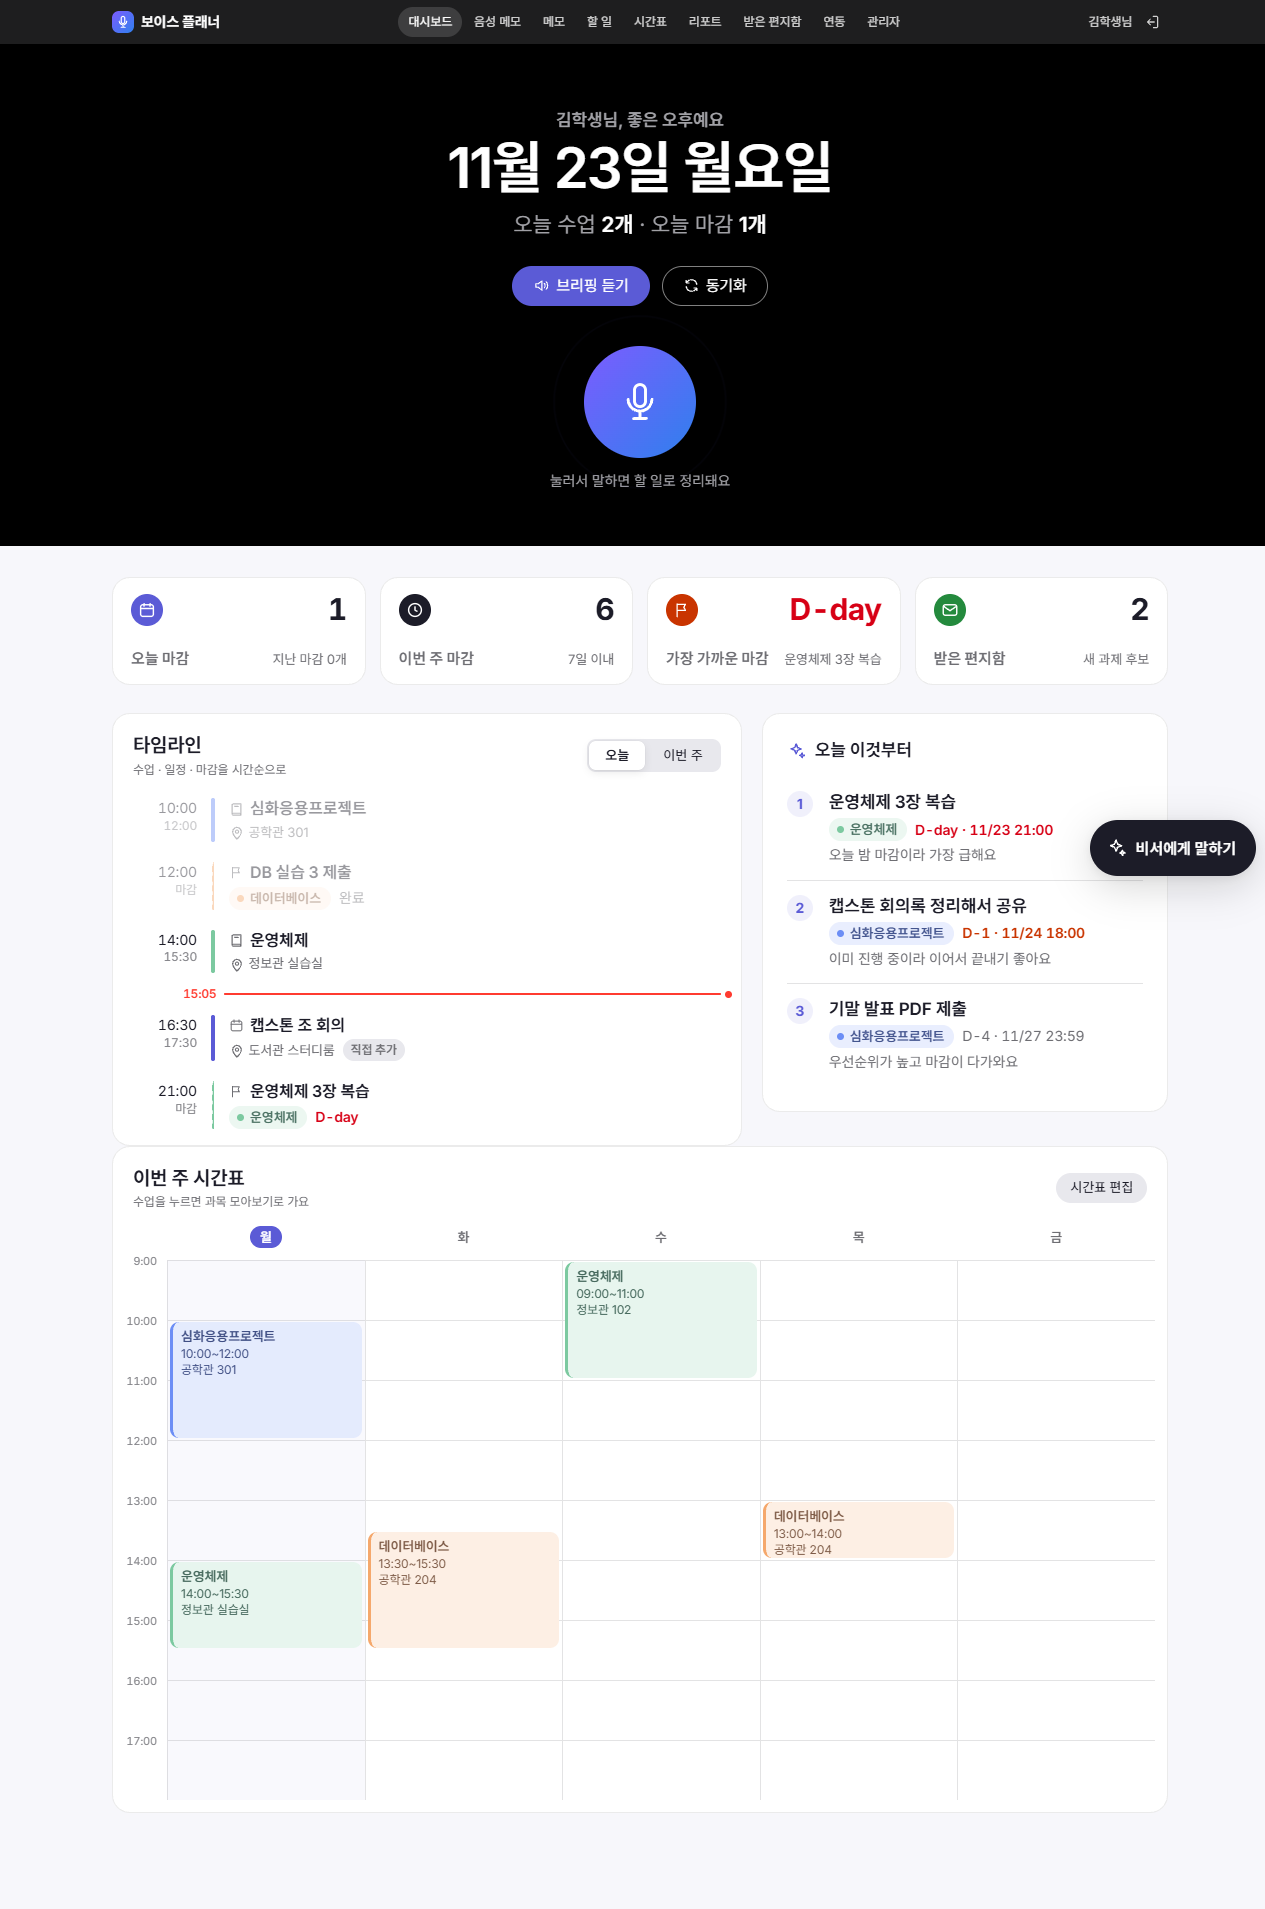 보이스 플래너
대시보드 음성 메모 메모 할 일 시간표 리포트 받은 편지함 연동 관리자
김학생님
김학생님, 좋은 오후예요
11월 23일 월요일
오늘 수업 2개 · 오늘 마감 1개
브리핑 듣기
동기화
눌러서 말하면 할 일로 정리돼요
1
오늘 마감
지난 마감 0개
6
이번 주 마감
7일 이내
D-day
가장 가까운 마감
운영체제 3장 복습
2
받은 편지함
새 과제 후보
타임라인
수업 · 일정 · 마감을 시간순으로
오늘
이번 주
10:00 심화응용프로젝트
12:00 공학관 301
12:00 DB 실습 3 제출
마감 데이터베이스 완료
14:00 운영체제
15:30 정보관 실습실
15:05
16:30 캡스톤 조 회의
17:30 도서관 스터디룸 직접 추가
21:00 운영체제 3장 복습
마감 운영체제 D-day
오늘 이것부터
1 운영체제 3장 복습
운영체제 D-day · 11/23 21:00
오늘 밤 마감이라 가장 급해요
2 캡스톤 회의록 정리해서 공유
심화응용프로젝트 D-1 · 11/24 18:00
이미 진행 중이라 이어서 끝내기 좋아요
3 기말 발표 PDF 제출
심화응용프로젝트 D-4 · 11/27 23:59
우선순위가 높고 마감이 다가와요
비서에게 말하기
이번 주 시간표
수업을 누르면 과목 모아보기로 가요
시간표 편집
월 화 수 목 금
9:00
10:00
11:00
12:00
13:00
14:00
15:00
16:00
17:00
심화응용프로젝트
10:00~12:00
공학관 301
운영체제
14:00~15:30
정보관 실습실
데이터베이스
13:30~15:30
공학관 204
운영체제
09:00~11:00
정보관 102
데이터베이스
13:00~14:00
공학관 204